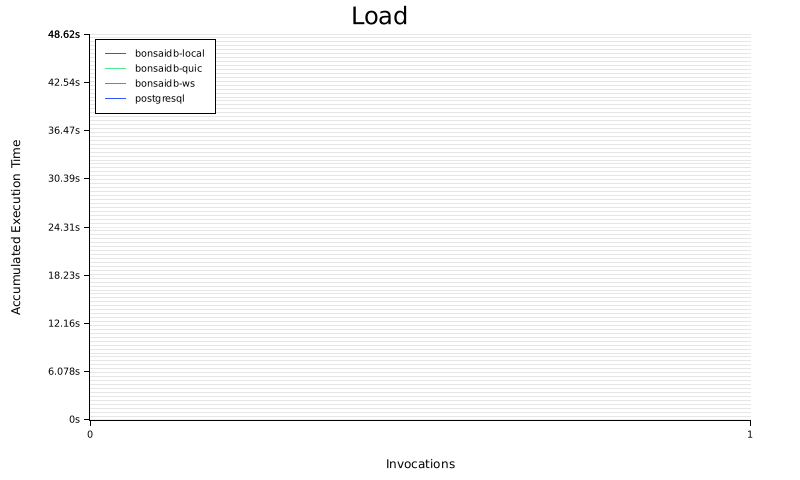 Load
48.62s
42.54s
36.47s
30.39s
24.31s
18.23s
12.16s
6.078s
0s
bonsaidb-local
bonsaidb-quic
bonsaidb-ws
postgresql
Accumulated Execution Time
0
1
Invocations